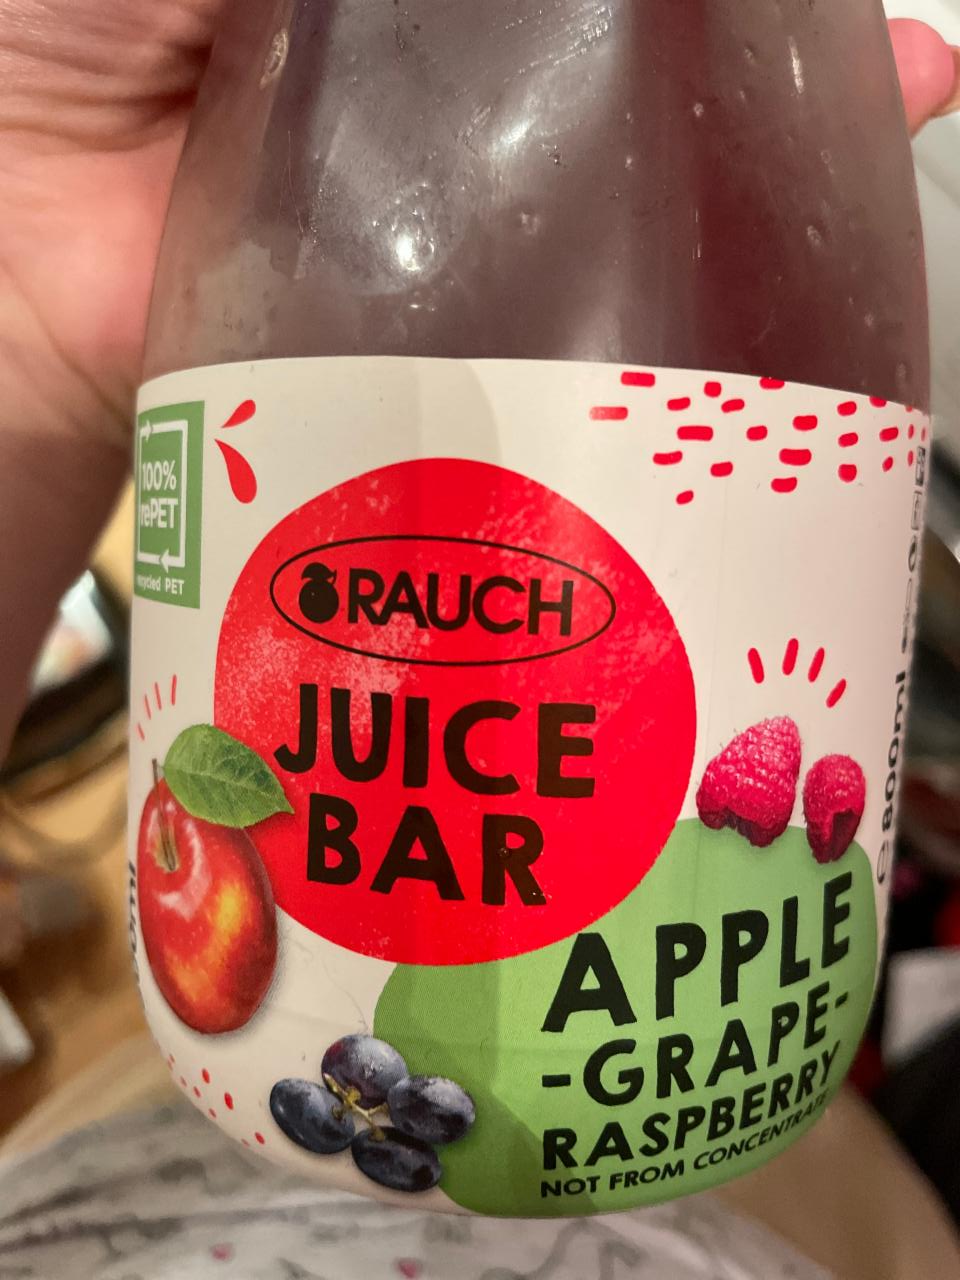 100%
rePET
recycled PET
RAUCH
JUICE
BAR
800ml e
APPLE
-GRAPE-
RASPBERRY
NOT FROM CONCENTRATE